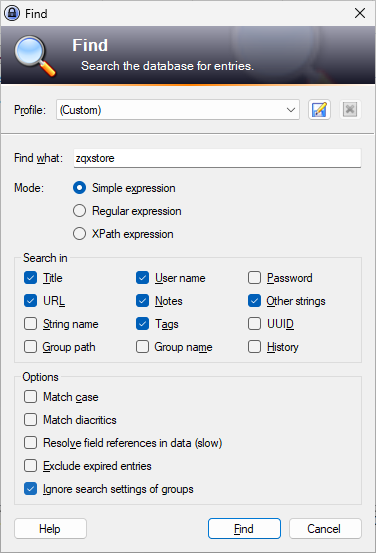 Find
Find
Search the database for entries.
Profile: (Custom)
Find what: zqxstore
Mode: Simple expression
Regular expression
XPath expression
Search in
Title User name Password
URL Notes Other strings
String name Tags UUID
Group path Group name History
Options
Match case
Match diacritics
Resolve field references in data (slow)
Exclude expired entries
Ignore search settings of groups
Help Find Cancel